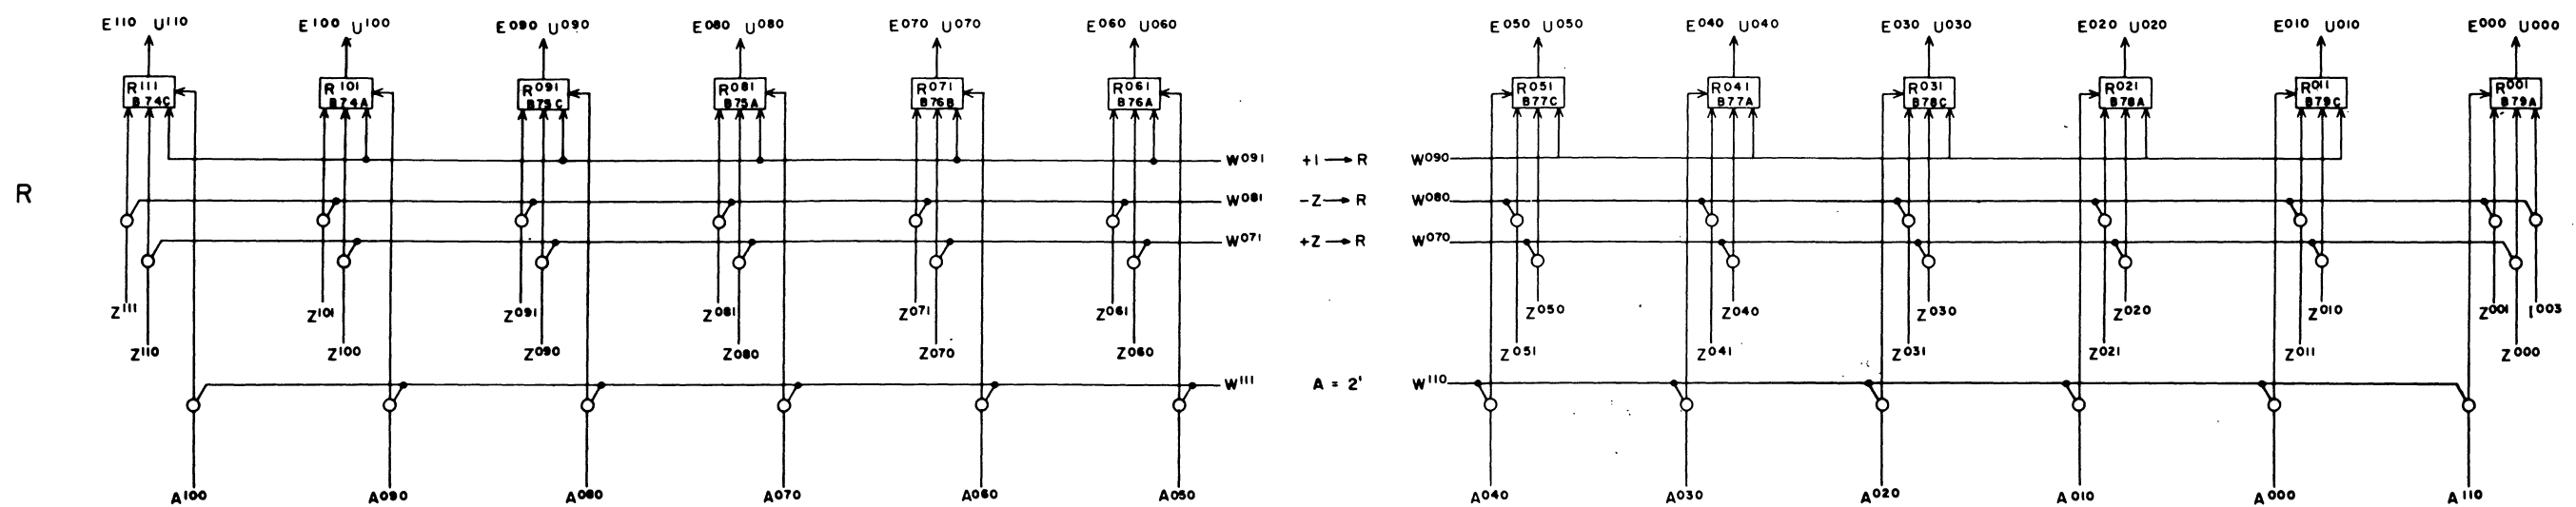 E110 U110 E100 U100 E090 U090 E080 U080 E070 U070 E060 U060 E050 U050 E040 U040 E030 U030 E020 U020 E010 U010 E000 U000
R111 R101 R091 R081 R071 R061 R051 R041 R031 R021 R011 R001
B74C B74A B75C B75A B76B B76A B77C B77A B78C B78A B79C B79A
W091 +1 → R W090
R
W081 -Z → R W080
W071 +Z → R W070
Z111 Z101 Z091 Z081 Z071 Z061 Z050 Z040 Z030 Z020 Z010 Z001 I003
Z110 Z100 Z090 Z080 Z070 Z060 Z051 Z041 Z031 Z021 Z011 Z000
W111 A = 2' W110
A100 A090 A080 A070 A060 A050 A040 A030 A020 A010 A000 A110